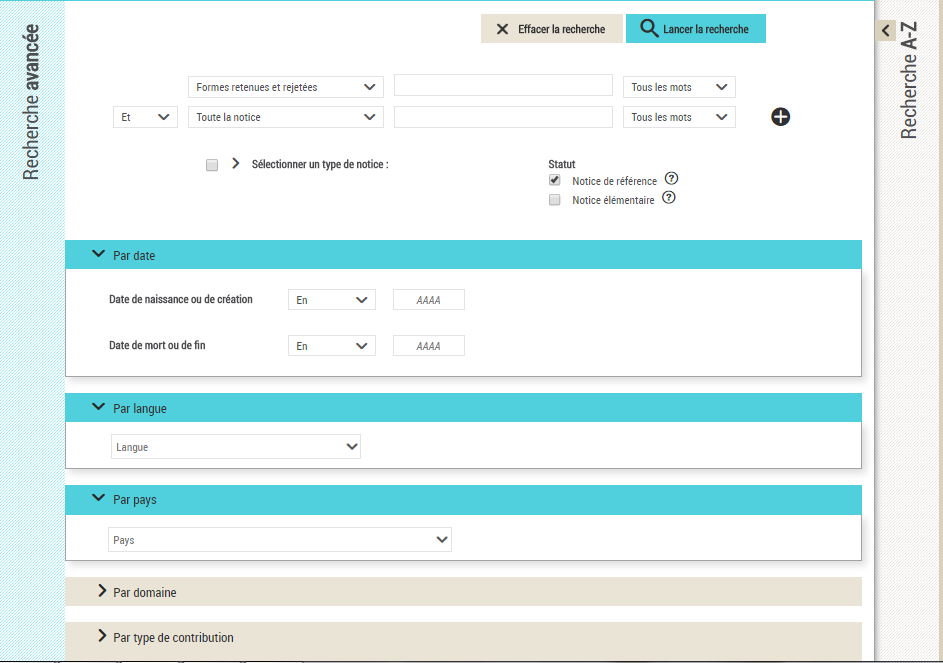 Recherche avancée
Effacer la recherche
Lancer la recherche
Recherche A-Z
Formes retenues et rejetées
Tous les mots
Et
Toute la notice
Tous les mots
Sélectionner un type de notice :
Statut
Notice de référence ?
Notice élémentaire ?
Par date
Date de naissance ou de création
En
AAAA
Date de mort ou de fin
En
AAAA
Par langue
Langue
Par pays
Pays
Par domaine
Par type de contribution